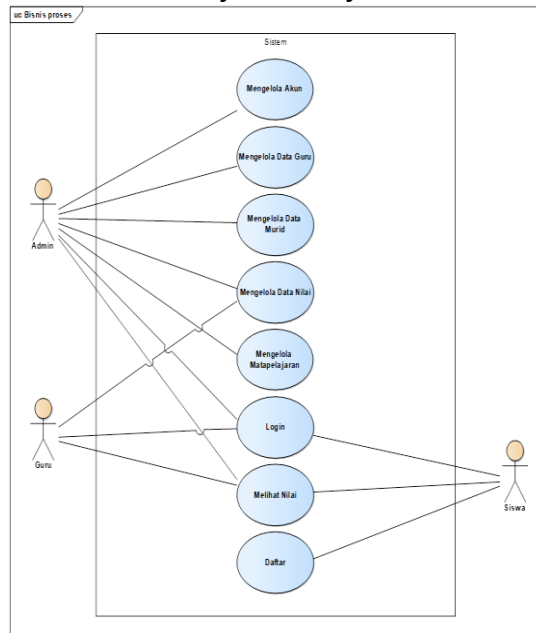 uc Bisnis proses
Sistem
Mengelola Akun
Mengelola Data Guru
Mengelola Data
Murid
Admin
Mengelola Data Nilai
Mengelola
Matapelajaran
Guru
Login
Siswa
Melihat Nilai
Daftar